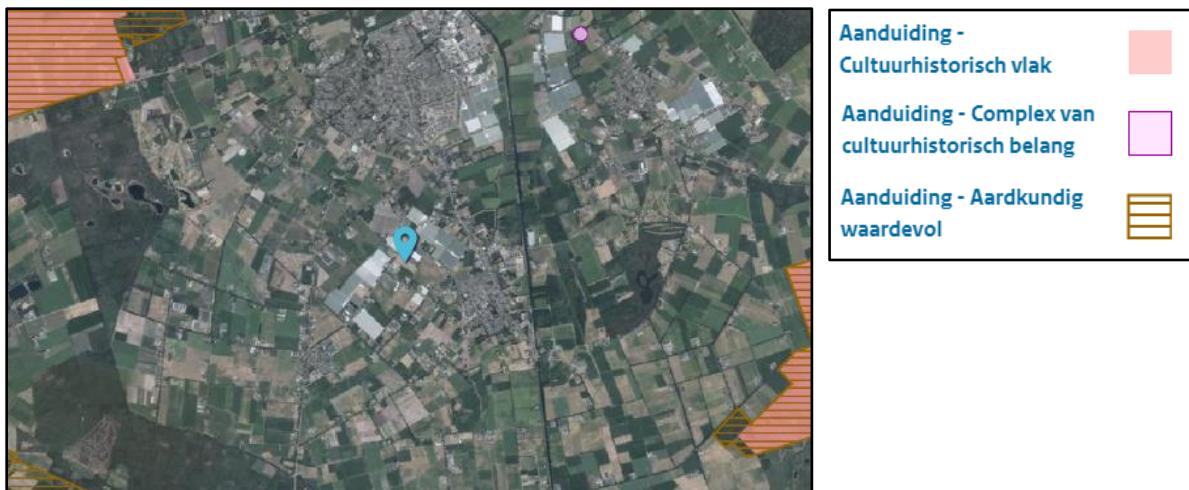 Aanduiding -
Cultuurhistorisch vlak
Aanduiding - Complex van
cultuurhistorisch belang
Aanduiding - Aardkundig
waardevol